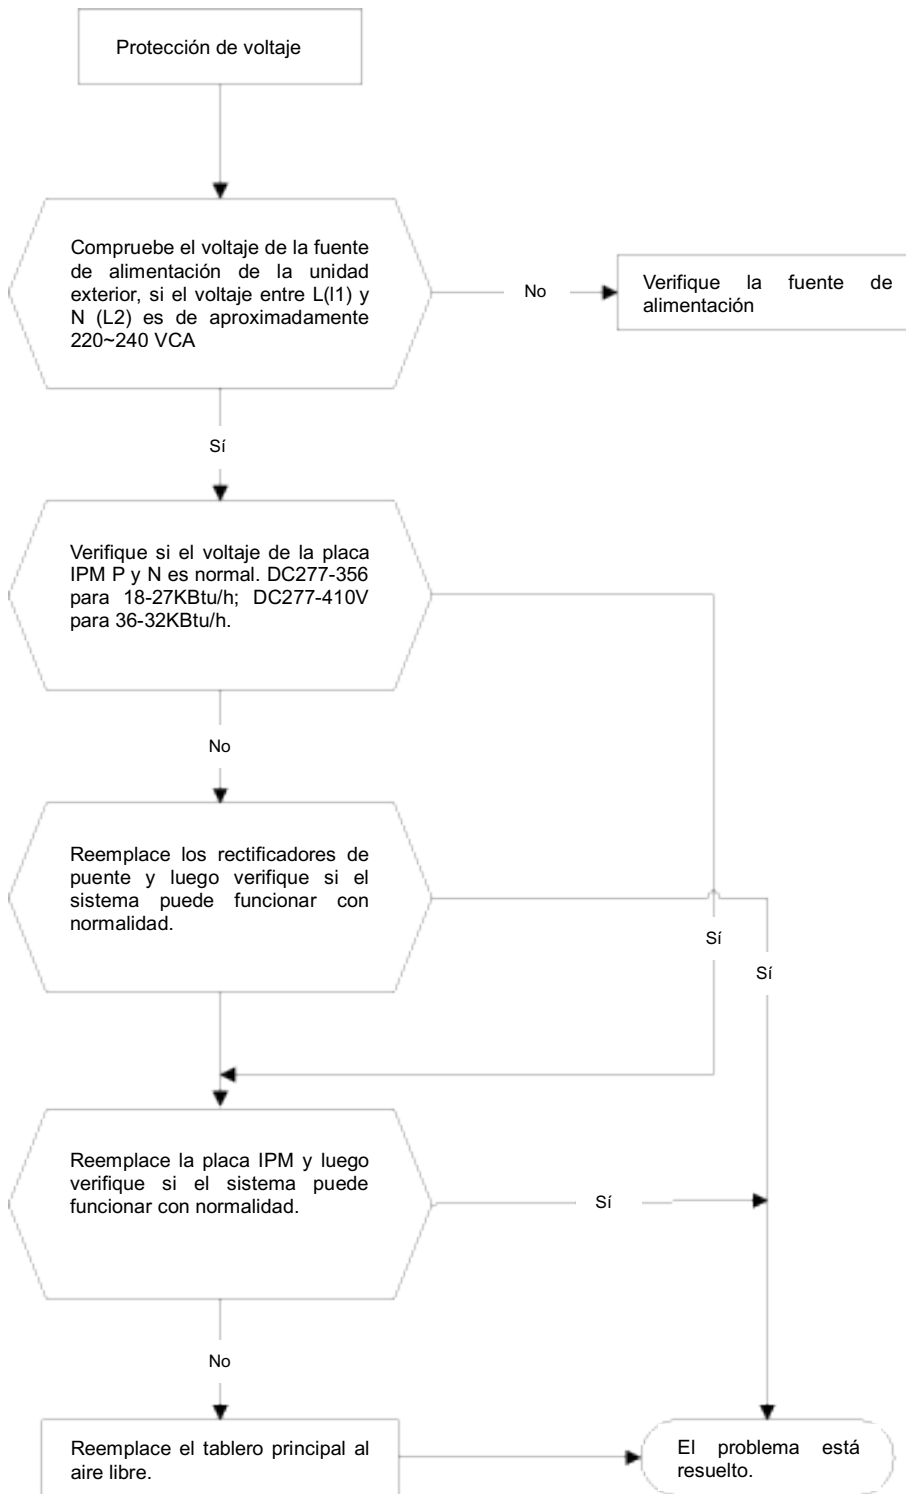 Protección de voltaje
Compruebe el voltaje de la fuente
de alimentación de la unidad
exterior, si el voltaje entre L(l1) y
N (L2) es de aproximadamente
220~240 VCA
No
Verifique la fuente de
alimentación
Sí
Verifique si el voltaje de la placa
IPM P y N es normal. DC277-356
para 18-27KBtu/h; DC277-410V
para 36-32KBtu/h.
No
Reemplace los rectificadores de
puente y luego verifique si el
sistema puede funcionar con
normalidad.
Sí
Sí
Reemplace la placa IPM y luego
verifique si el sistema puede
funcionar con normalidad.
Sí
No
Reemplace el tablero principal al
aire libre.
El problema está
resuelto.